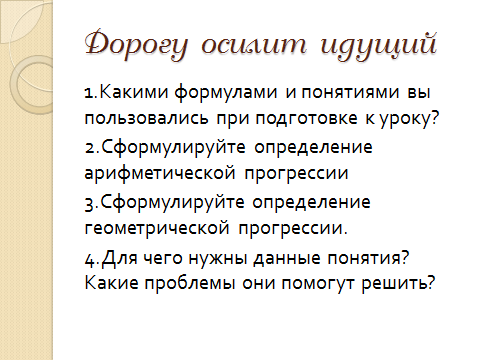 Дорогу осилит идущий
1.Какими формулами и понятиями вы
пользовались при подготовке к уроку?
2.Сформулируйте определение
арифметической прогрессии
3.Сформулируйте определение
геометрической прогрессии.
4.Для чего нужны данные понятия?
Какие проблемы они помогут решить?